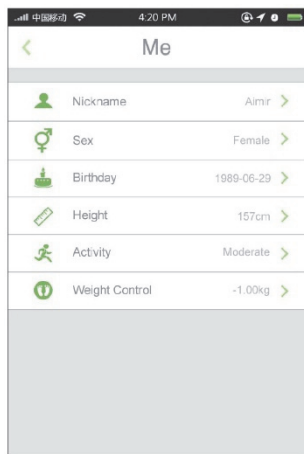 中国移动 4:20 PM
Me
Nickname Aimir
Sex Female
Birthday 1989-06-29
Height 157cm
Activity Moderate
Weight Control -1.00kg